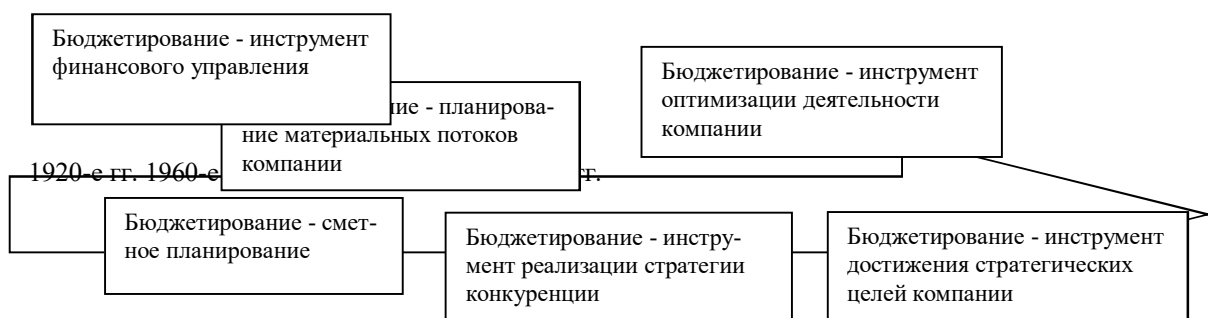 Бюджетирование - инструмент
финансового управления
ние - планирова-
ние материальных потоков
компании
Бюджетирование - инструмент
оптимизации деятельности
компании
1920-е гг. 1960-е гг.
Бюджетирование - смет-
ное планирование
Бюджетирование - инстру-
мент реализации стратегии
конкуренции
Бюджетирование - инструмент
достижения стратегических
целей компании